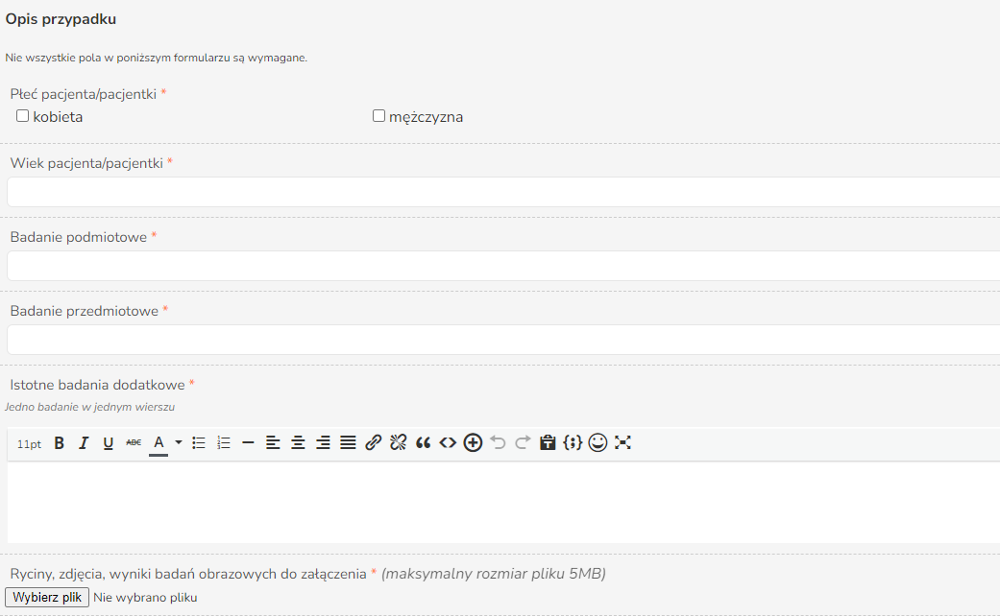 Opis przypadku
Nie wszystkie pola w poniższym formularzu są wymagane.
Płeć pacjenta/pacjentki *
kobieta mężczyzna
Wiek pacjenta/pacjentki *
Badanie podmiotowe *
Badanie przedmiotowe *
Istotne badania dodatkowe *
Jedno badanie w jednym wierszu
11pt B I U ABC A
Ryciny, zdjęcia, wyniki badań obrazowych do załączenia * (maksymalny rozmiar pliku 5MB)
Wybierz plik Nie wybrano pliku